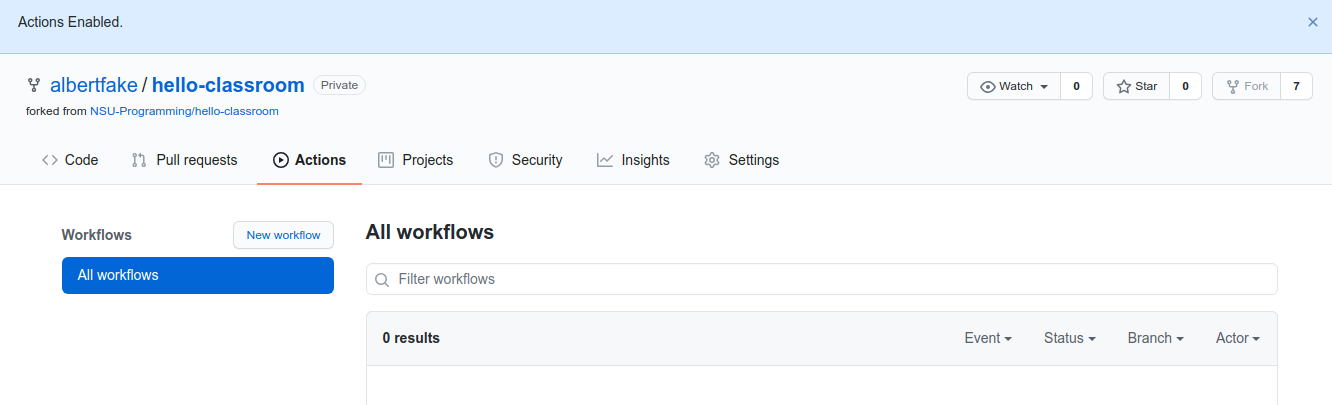 Actions Enabled.
albertfake / hello-classroom Private
Watch 0 Star 0 Fork 7
forked from NSU-Programming/hello-classroom
Code Pull requests Actions Projects Security Insights Settings
Workflows New workflow
All workflows
All workflows
Filter workflows
0 results Event Status Branch Actor